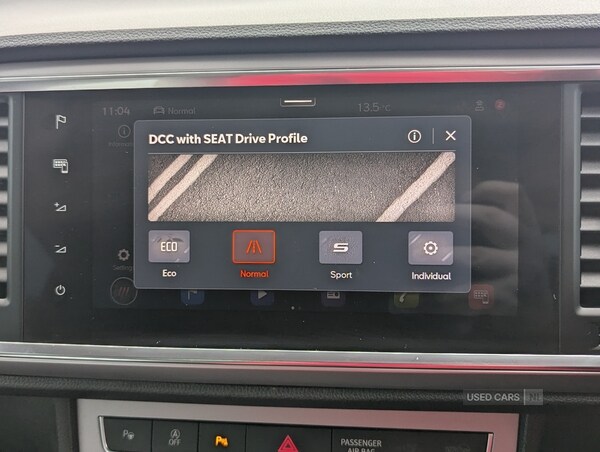 11:04 Normal 13.5°C
DCC with SEAT Drive Profile
ECO
Eco
Normal
Sport
Individual
USED CARS NI
OFF
PASSENGER
AIR BAG